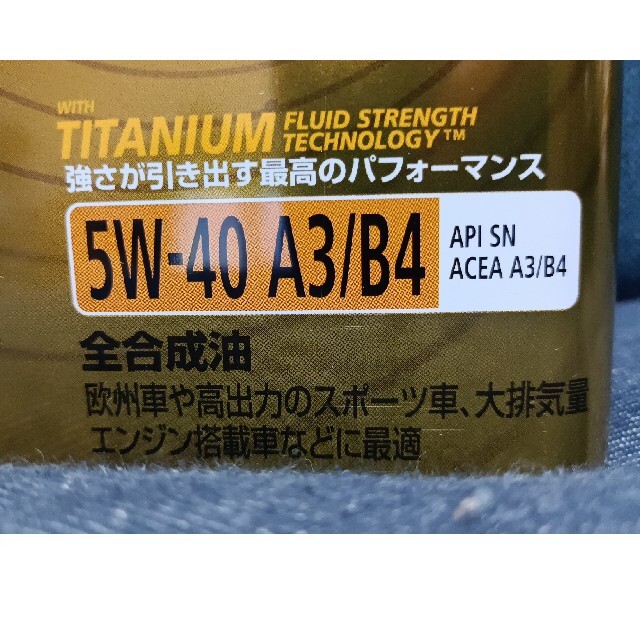 WITH
TITANIUM FLUID STRENGTH TECHNOLOGY™
強さが引き出す最高のパフォーマンス
5W-40 A3/B4
API SN
ACEA A3/B4
全合成油
欧州車や高出力のスポーツ車、大排気量
エンジン搭載車などに最適